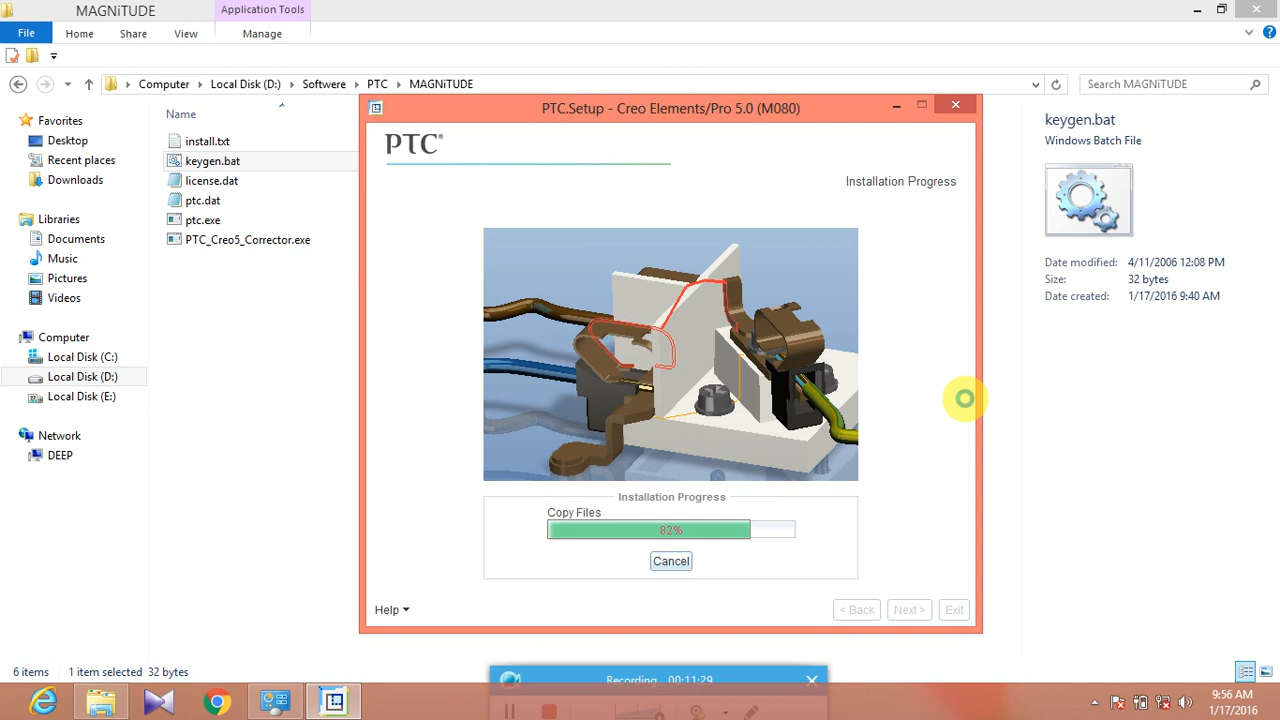 MAGNiTUDE
Application Tools
File
Home
Share
View
Manage
Computer
Local Disk (D:)
Softwere
PTC
MAGNiTUDE
Search MAGNiTUDE
Favorites
Desktop
Recent places
Downloads
Libraries
Documents
Music
Pictures
Videos
Computer
Local Disk (C:)
Local Disk (D:)
Local Disk (E:)
Network
DEEP
Name
install.txt
keygen.bat
license.dat
ptc.dat
ptc.exe
PTC_Creo5_Corrector.exe
PTC.Setup - Creo Elements/Pro 5.0 (M080)
PTC®
Installation Progress
Installation Progress
Copy Files
82%
Cancel
Help
< Back
Next >
Exit
keygen.bat
Windows Batch File
Date modified: 4/11/2006 12:08 PM
Size: 32 bytes
Date created: 1/17/2016 9:40 AM
6 items
1 item selected 32 bytes
Recording 00:11:29
9:56 AM
1/17/2016